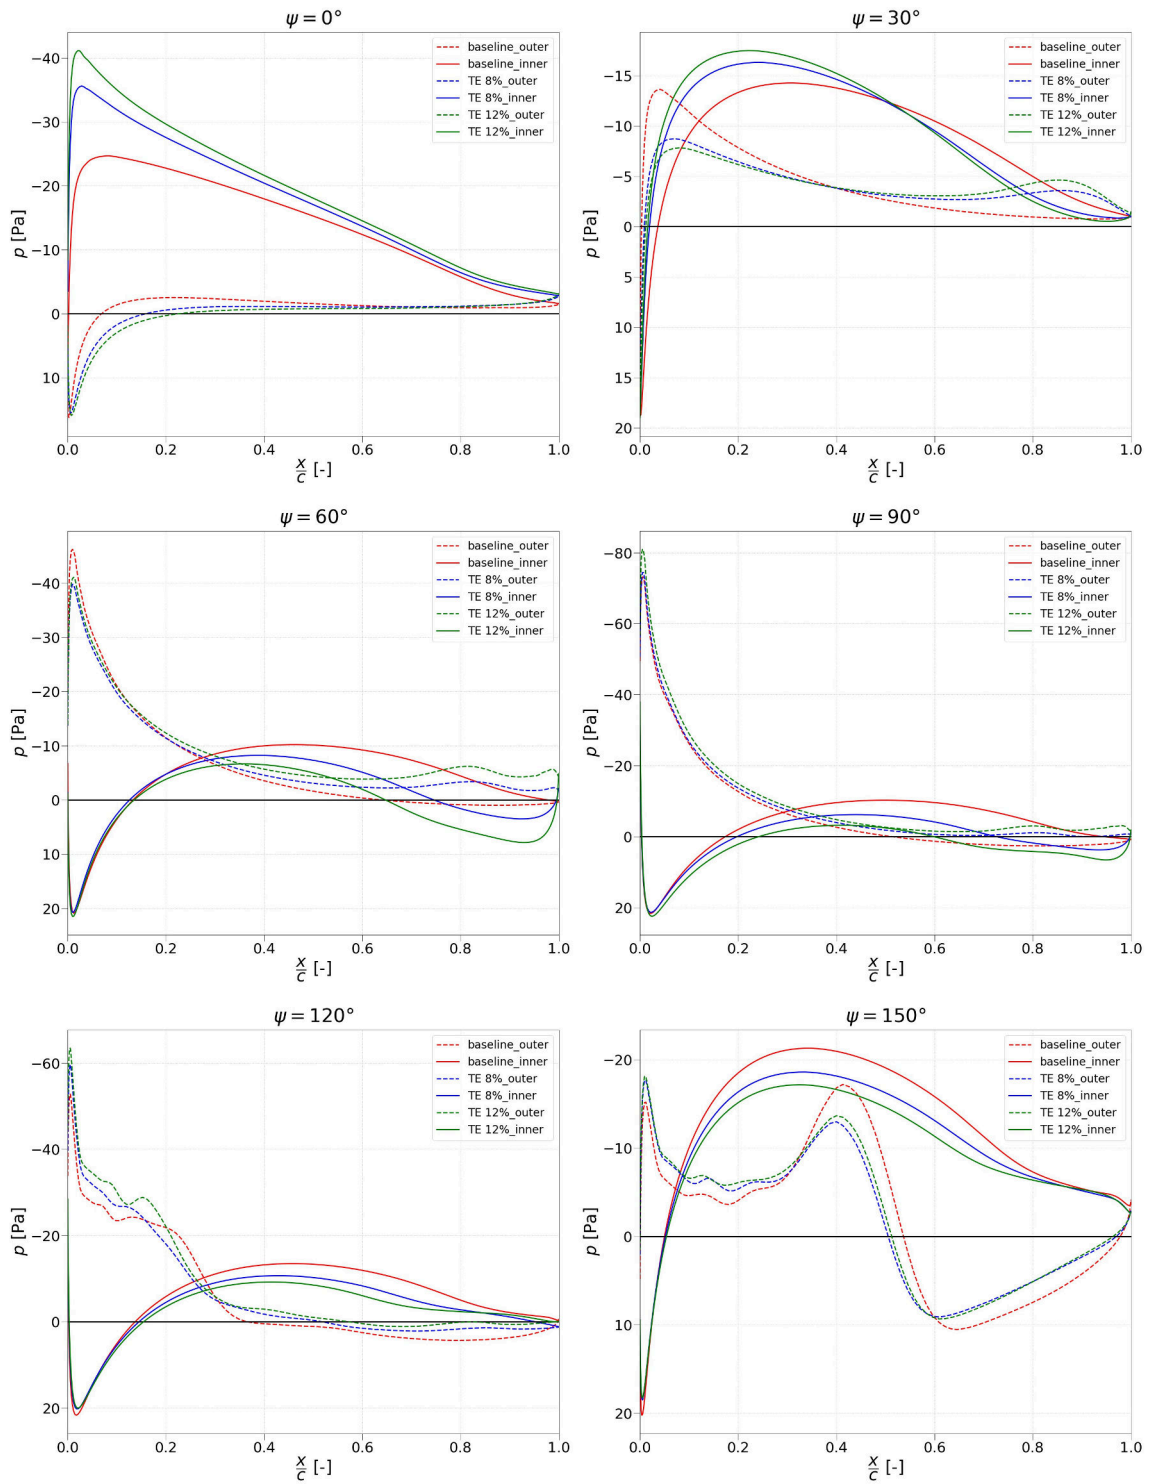 ψ = 0°
p [Pa]
−40
−30
−20
−10
0
10
baseline_outer
baseline_inner
TE 8%_outer
TE 8%_inner
TE 12%_outer
TE 12%_inner
0.0 0.2 0.4 0.6 0.8 1.0
x/c [-]
ψ = 30°
p [Pa]
−15
−10
−5
0
5
10
15
20
baseline_outer
baseline_inner
TE 8%_outer
TE 8%_inner
TE 12%_outer
TE 12%_inner
0.0 0.2 0.4 0.6 0.8 1.0
x/c [-]
ψ = 60°
p [Pa]
−40
−30
−20
−10
0
10
20
baseline_outer
baseline_inner
TE 8%_outer
TE 8%_inner
TE 12%_outer
TE 12%_inner
0.0 0.2 0.4 0.6 0.8 1.0
x/c [-]
ψ = 90°
p [Pa]
−80
−60
−40
−20
0
20
baseline_outer
baseline_inner
TE 8%_outer
TE 8%_inner
TE 12%_outer
TE 12%_inner
0.0 0.2 0.4 0.6 0.8 1.0
x/c [-]
ψ = 120°
p [Pa]
−60
−40
−20
0
20
baseline_outer
baseline_inner
TE 8%_outer
TE 8%_inner
TE 12%_outer
TE 12%_inner
0.0 0.2 0.4 0.6 0.8 1.0
x/c [-]
ψ = 150°
p [Pa]
−20
−10
0
10
20
baseline_outer
baseline_inner
TE 8%_outer
TE 8%_inner
TE 12%_outer
TE 12%_inner
0.0 0.2 0.4 0.6 0.8 1.0
x/c [-]